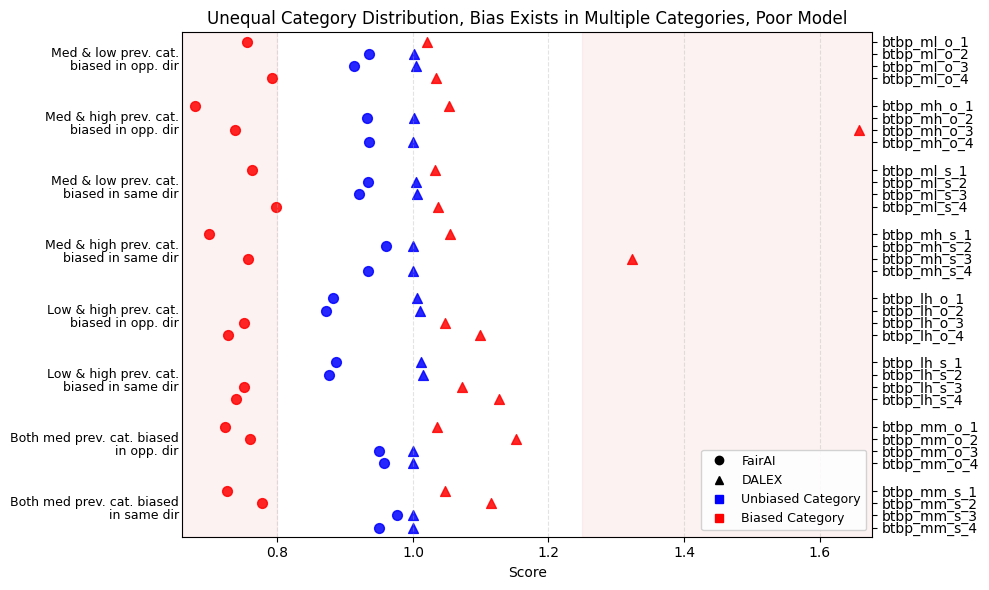 Unequal Category Distribution, Bias Exists in Multiple Categories, Poor Model
Med & low prev. cat.
biased in opp. dir
Med & high prev. cat.
biased in opp. dir
Med & low prev. cat.
biased in same dir
Med & high prev. cat.
biased in same dir
Low & high prev. cat.
biased in opp. dir
Low & high prev. cat.
biased in same dir
Both med prev. cat. biased
in opp. dir
Both med prev. cat. biased
in same dir
btbp_ml_o_1
btbp_ml_o_2
btbp_ml_o_3
btbp_ml_o_4
btbp_mh_o_1
btbp_mh_o_2
btbp_mh_o_3
btbp_mh_o_4
btbp_ml_s_1
btbp_ml_s_2
btbp_ml_s_3
btbp_ml_s_4
btbp_mh_s_1
btbp_mh_s_2
btbp_mh_s_3
btbp_mh_s_4
btbp_lh_o_1
btbp_lh_o_2
btbp_lh_o_3
btbp_lh_o_4
btbp_lh_s_1
btbp_lh_s_2
btbp_lh_s_3
btbp_lh_s_4
btbp_mm_o_1
btbp_mm_o_2
btbp_mm_o_3
btbp_mm_o_4
btbp_mm_s_1
btbp_mm_s_2
btbp_mm_s_3
btbp_mm_s_4
FairAI
DALEX
Unbiased Category
Biased Category
0.8 1.0 1.2 1.4 1.6
Score